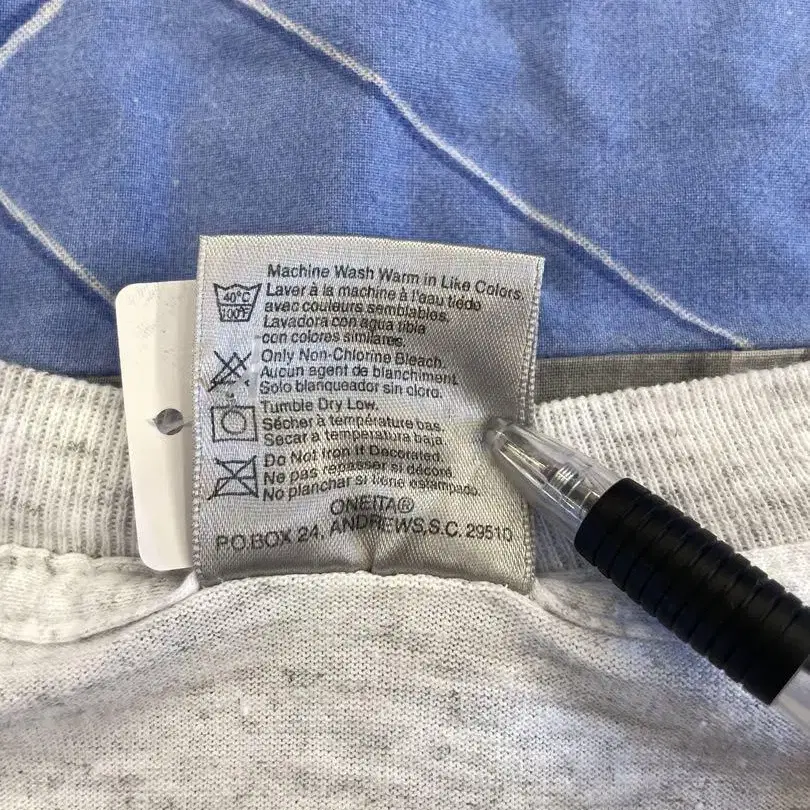 Machine Wash Warm in Like Colors.
40°C
100°F
Laver à la machine à l'eau tiède
avec couleurs semblables.
Lavadora con agua tibia
con colores similares.
Only Non-Chlorine Bleach.
Aucun agent de blanchiment.
Solo blanqueador sin cloro.
Tumble Dry Low.
Sécher à température bas.
Secar a temperatura baja.
Do Not Iron if Decorated.
Ne pas repasser si décoré.
No planchar si tiene estampado.
ONEITA®
P.O.BOX 24, ANDREWS,S.C. 29510